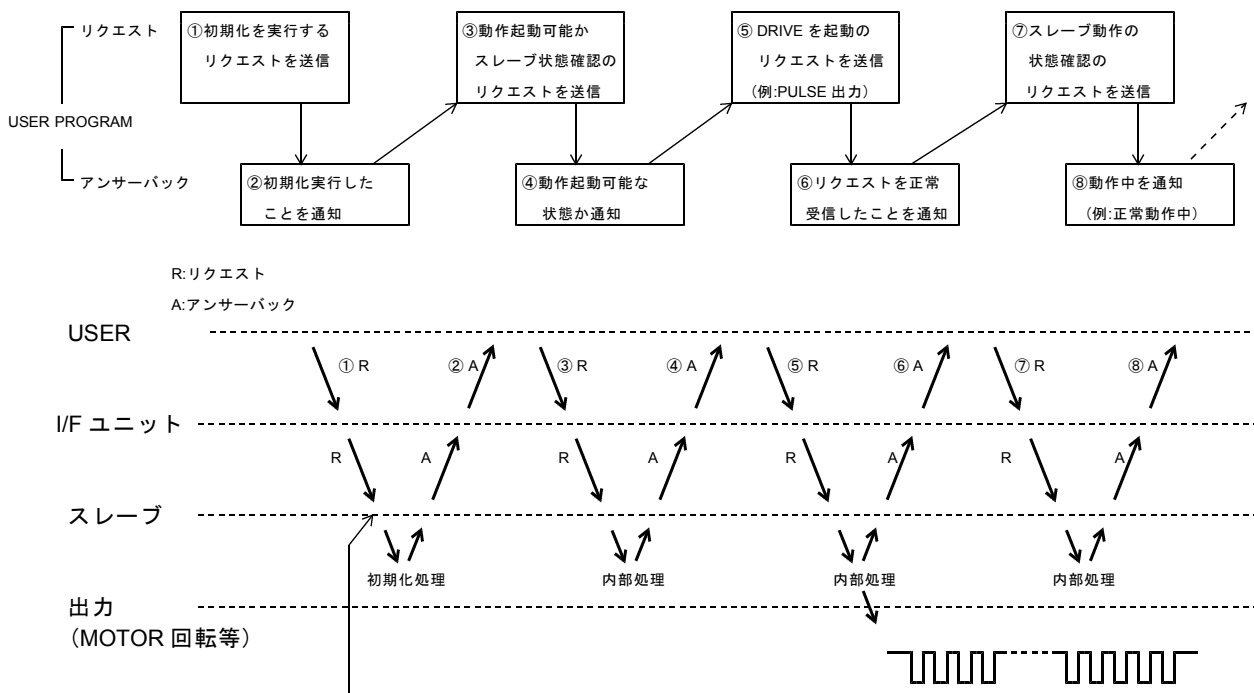 リクエスト
①初期化を実行する
リクエストを送信
③動作起動可能か
スレーブ状態確認の
リクエストを送信
⑤ DRIVE を起動の
リクエストを送信
(例:PULSE 出力)
⑦スレーブ動作の
状態確認の
リクエストを送信
USER PROGRAM
アンサーバック
②初期化実行した
ことを通知
④動作起動可能な
状態か通知
⑥リクエストを正常
受信したことを通知
⑧動作中を通知
(例:正常動作中)
R:リクエスト
A:アンサーバック
USER
① R
② A
③ R
④ A
⑤ R
⑥ A
⑦ R
⑧ A
I/F ユニット
R
A
R
A
R
A
R
A
スレーブ
初期化処理
内部処理
内部処理
内部処理
出力
(MOTOR 回転等)